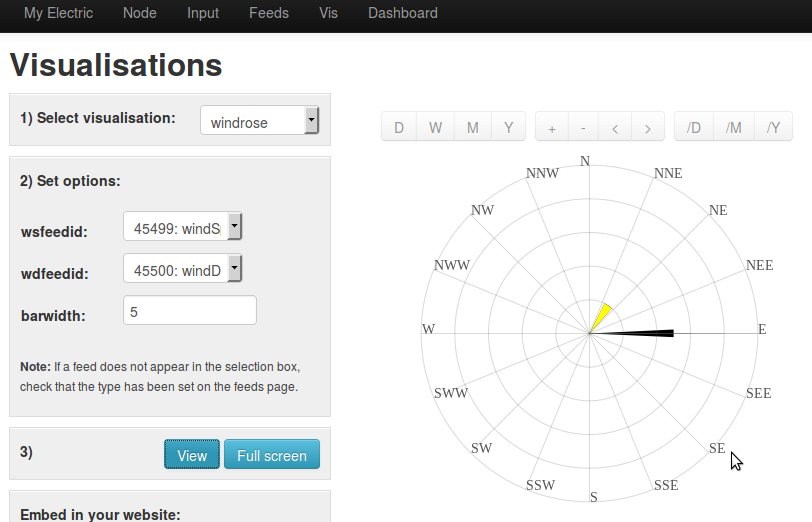 My Electric Node Input Feeds Vis Dashboard
Visualisations
1) Select visualisation: windrose
2) Set options:
wsfeedid: 45499: windS
wdfeedid: 45500: windD
barwidth: 5
Note: If a feed does not appear in the selection box,
check that the type has been set on the feeds page.
3) View Full screen
Embed in your website:
D W M Y + - < > /D /M /Y
N
NNW NNE
NW NE
NWW NEE
W E
SWW SEE
SW SE
SSW SSE
S